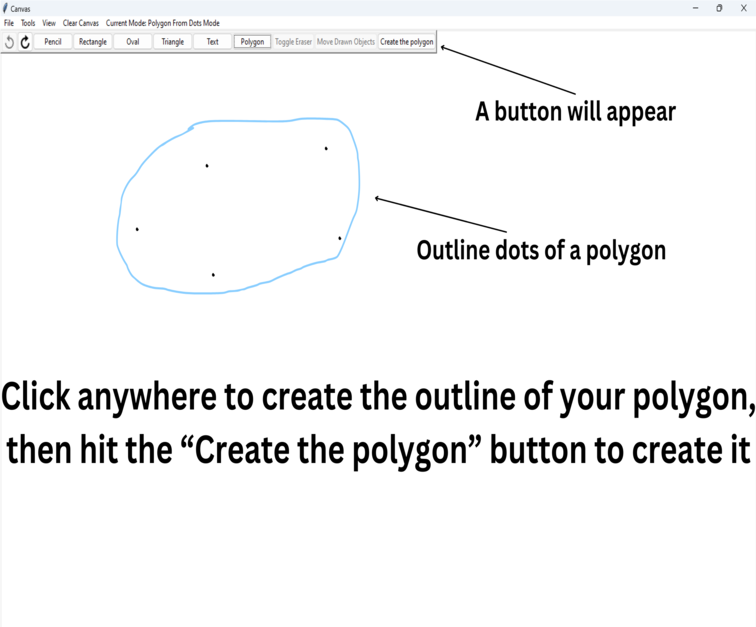 Canvas
File Tools View Clear Canvas Current Mode: Polygon From Dots Mode
Pencil Rectangle Oval Triangle Text Polygon Toggle Eraser Move Drawn Objects Create the polygon
A button will appear
Outline dots of a polygon
Click anywhere to create the outline of your polygon,
then hit the “Create the polygon” button to create it